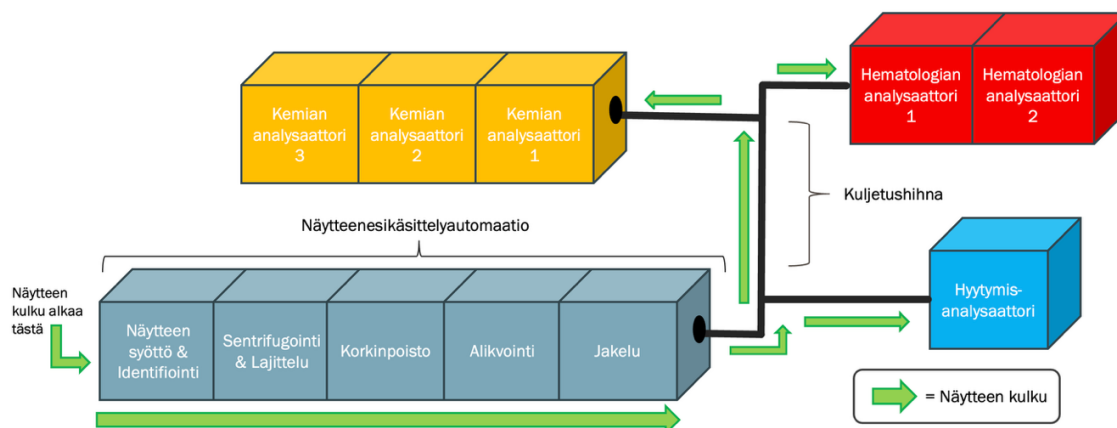 Kemian
analysaattori
3
Kemian
analysaattori
2
Kemian
analysaattori
1
Hematologian
analysaattori
1
Hematologian
analysaattori
2
Kuljetushihna
Näytteenesikäsittelyautomaatio
Näytteen
kulku alkaa
tästä
Näytteen
syöttö &
Identifiointi
Sentrifugointi
& Lajittelu
Korkinpoisto
Alikvointi
Jakelu
Hyytymis-
analysaattori
= Näytteen kulku